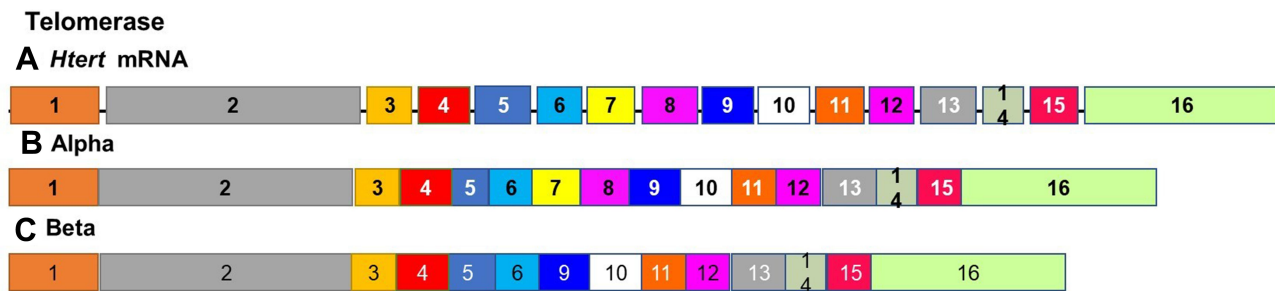 Telomerase
A Htert mRNA
1 2 3 4 5 6 7 8 9 10 11 12 13 14 15 16
B Alpha
1 2 3 4 5 6 7 8 9 10 11 12 13 14 15 16
C Beta
1 2 3 4 5 6 9 10 11 12 13 14 15 16